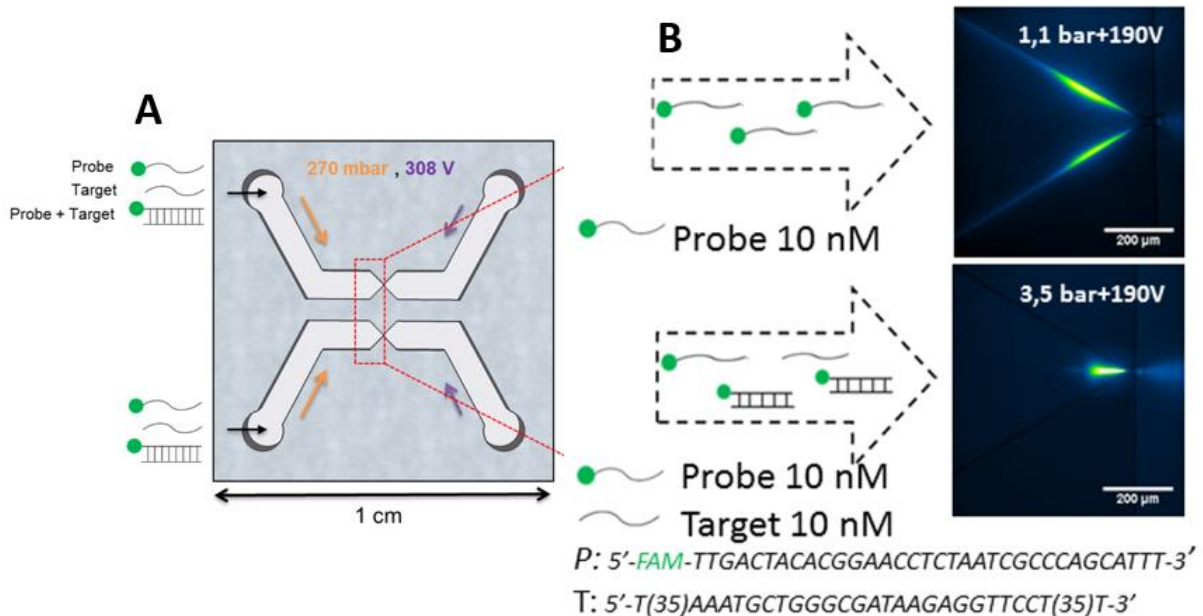 A
Probe
Target
Probe + Target
270 mbar , 308 V
1 cm
B
1,1 bar+190V
200 µm
Probe 10 nM
3,5 bar+190V
200 µm
Probe 10 nM
Target 10 nM
P: 5'-FAM-TTGACTACACGGAACCTCTAATCGCCCAGCATTT-3'
T: 5'-T(35)AAATGCTGGGCGATAAGAGGTTCCT(35)T-3'